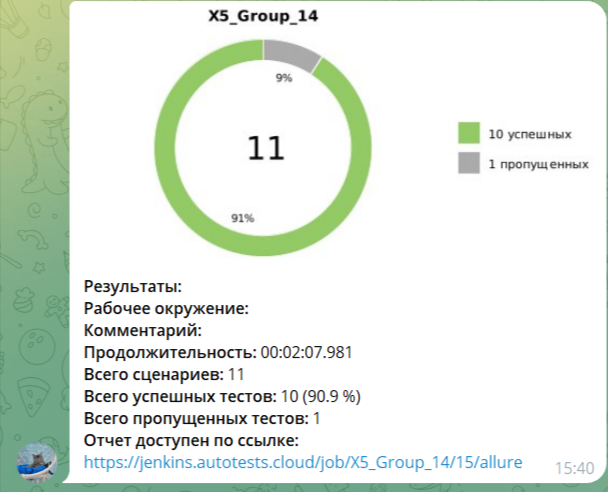 X5_Group_14
9%
11
91%
10 успешных
1 пропущенных
Результаты:
Рабочее окружение:
Комментарий:
Продолжительность: 00:02:07.981
Всего сценариев: 11
Всего успешных тестов: 10 (90.9 %)
Всего пропущенных тестов: 1
Отчет доступен по ссылке:
https://jenkins.autotests.cloud/job/X5_Group_14/15/allure
15:40